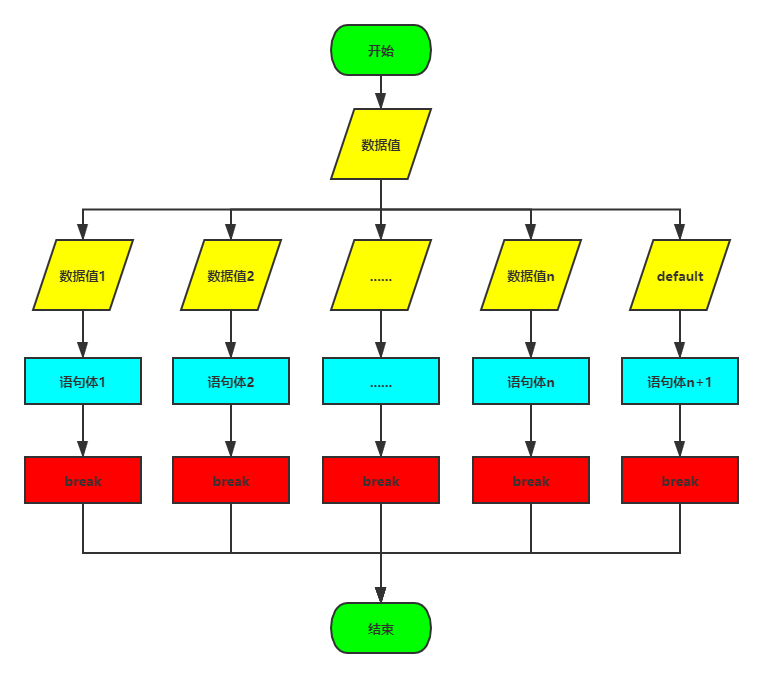 开始
数据值
数据值1
数据值2
......
数据值n
default
语句体1
语句体2
......
语句体n
语句体n+1
break
break
break
break
break
结束